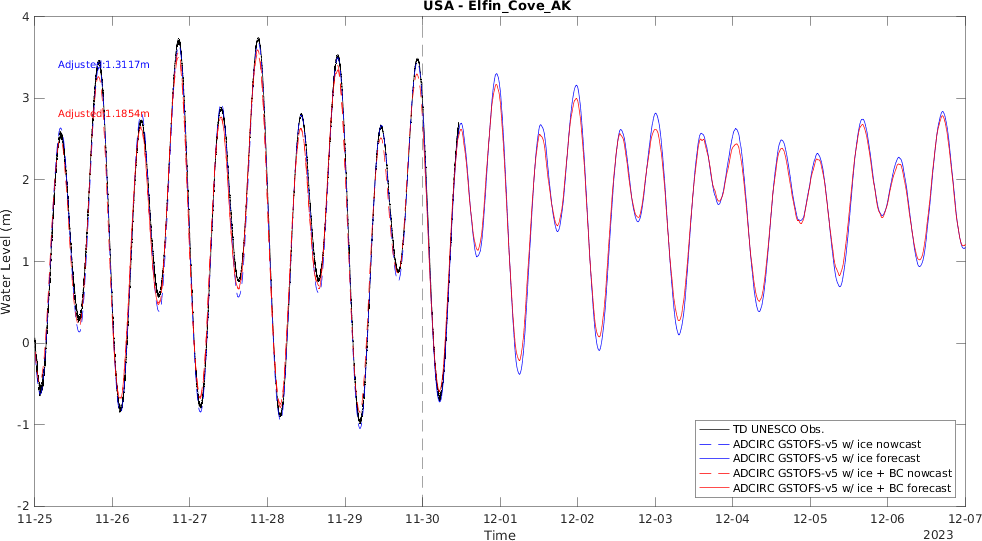 USA - Elfin_Cove_AK
4
3
2
1
0
-1
-2
Water Level (m)
Adjusted:1.3117m
Adjusted:1.1854m
TD UNESCO Obs.
ADCIRC GSTOFS-v5 w/ ice nowcast
ADCIRC GSTOFS-v5 w/ ice forecast
ADCIRC GSTOFS-v5 w/ ice + BC nowcast
ADCIRC GSTOFS-v5 w/ ice + BC forecast
11-25 11-26 11-27 11-28 11-29 11-30 12-01 12-02 12-03 12-04 12-05 12-06 12-07
Time
2023